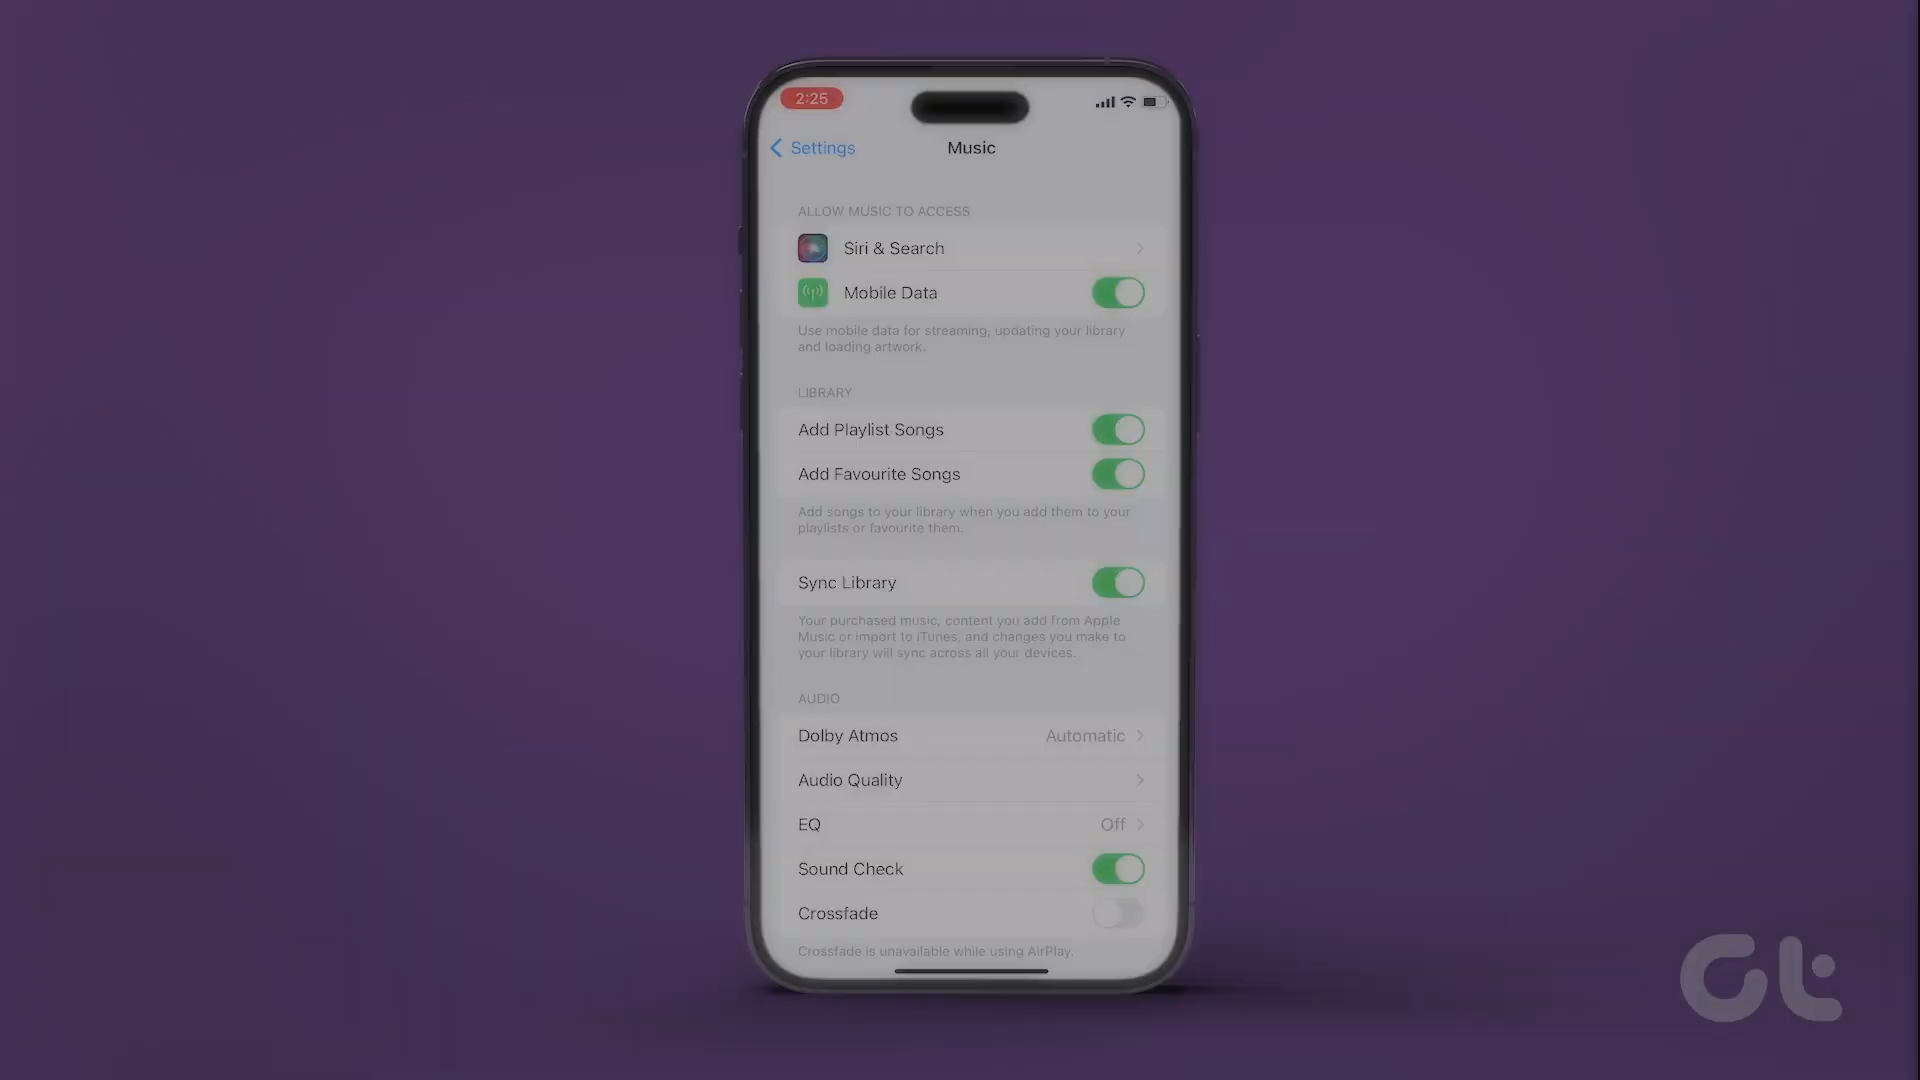 2:25
Settings
Music
ALLOW MUSIC TO ACCESS
Siri & Search
Mobile Data
Use mobile data for streaming, updating your library
and loading artwork.
LIBRARY
Add Playlist Songs
Add Favourite Songs
Add songs to your library when you add them to your
playlists or favourite them.
Sync Library
Your purchased music, content you add from Apple
Music or import to iTunes, and changes you make to
your library will sync across all your devices.
AUDIO
Dolby Atmos Automatic
Audio Quality
EQ Off
Sound Check
Crossfade
Crossfade is unavailable while using AirPlay.
Gt